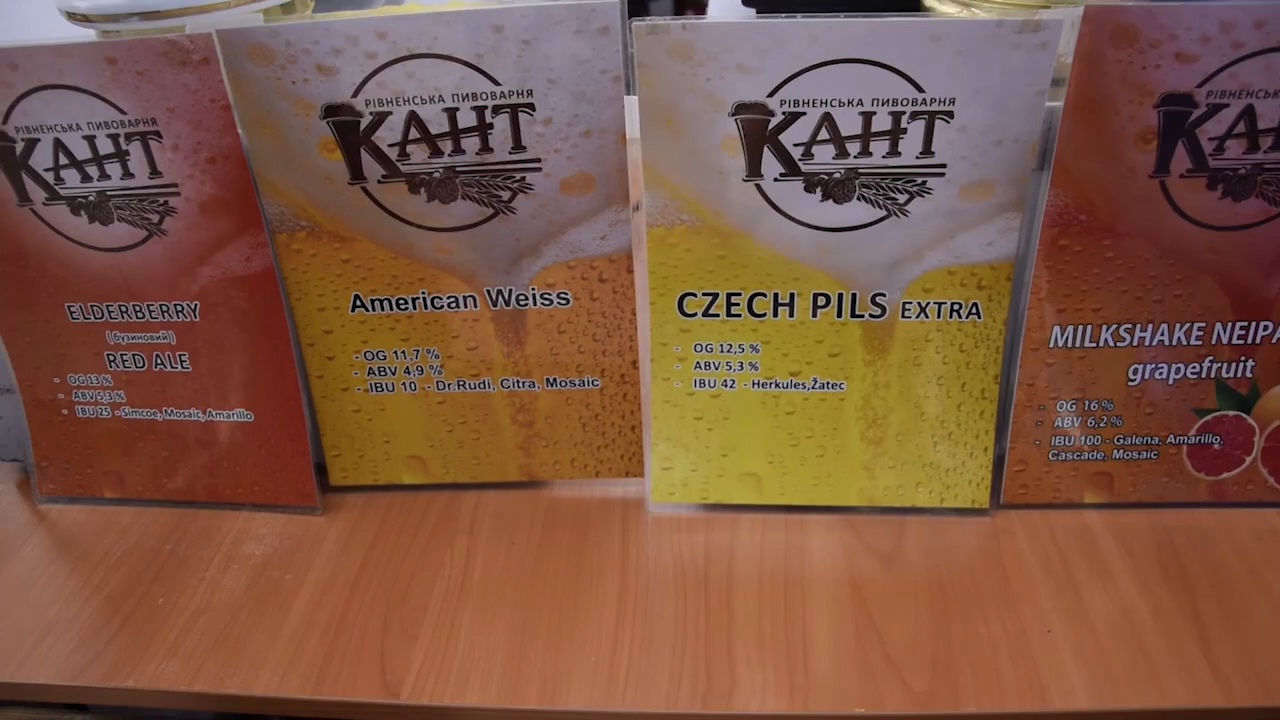 РІВНЕНСЬКА ПИВОВАРНЯ
КАНТ
ELDERBERRY
(бузиновий)
RED ALE
- OG 13 %
- ABV 5,3 %
- IBU 25 - Simcoe, Mosaic, Amarillo
РІВНЕНСЬКА ПИВОВАРНЯ
КАНТ
American Weiss
- OG 11,7 %
- ABV 4,9 %
- IBU 10 - Dr.Rudi, Citra, Mosaic
РІВНЕНСЬКА ПИВОВАРНЯ
КАНТ
CZECH PILS EXTRA
- OG 12,5 %
- ABV 5,3 %
- IBU 42 - Herkules,Žatec
MILKSHAKE NEIPA
grapefruit
- OG 16 %
- ABV 6,2 %
- IBU 100 - Galena, Amarillo,
Cascade, Mosaic